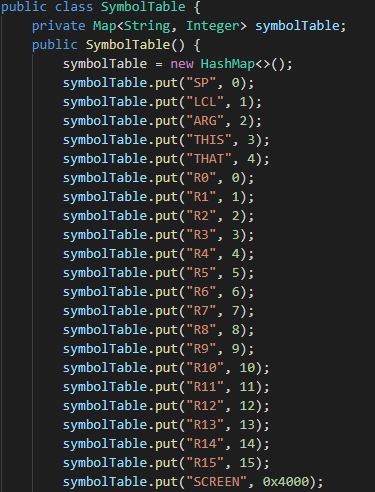 public class SymbolTable {
    private Map<String, Integer> symbolTable;
    public SymbolTable() {
        symbolTable = new HashMap<>();
        symbolTable.put("SP", 0);
        symbolTable.put("LCL", 1);
        symbolTable.put("ARG", 2);
        symbolTable.put("THIS", 3);
        symbolTable.put("THAT", 4);
        symbolTable.put("R0", 0);
        symbolTable.put("R1", 1);
        symbolTable.put("R2", 2);
        symbolTable.put("R3", 3);
        symbolTable.put("R4", 4);
        symbolTable.put("R5", 5);
        symbolTable.put("R6", 6);
        symbolTable.put("R7", 7);
        symbolTable.put("R8", 8);
        symbolTable.put("R9", 9);
        symbolTable.put("R10", 10);
        symbolTable.put("R11", 11);
        symbolTable.put("R12", 12);
        symbolTable.put("R13", 13);
        symbolTable.put("R14", 14);
        symbolTable.put("R15", 15);
        symbolTable.put("SCREEN", 0x4000);